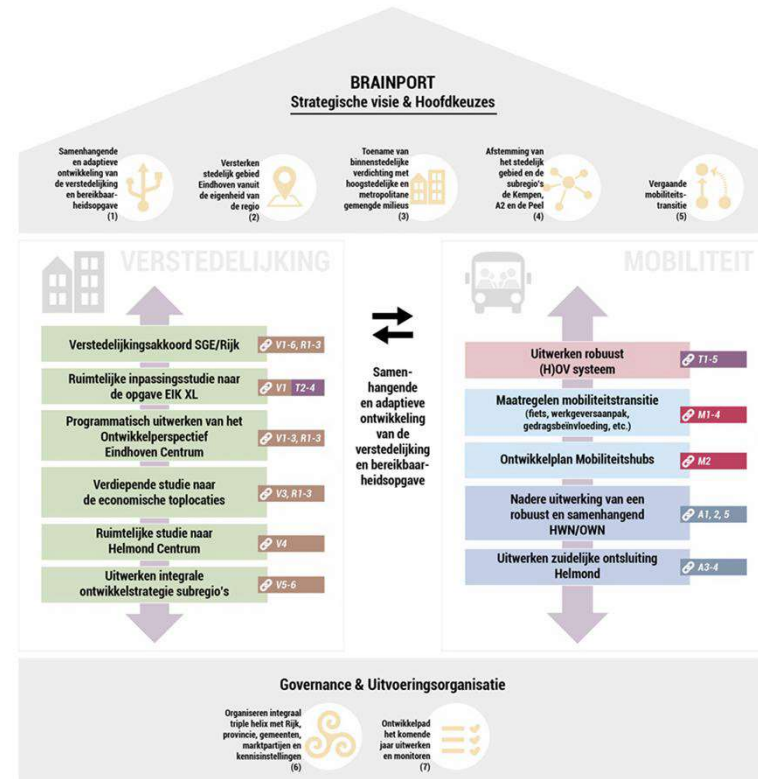 BRAINPORT
Strategische visie & Hoofdkeuzes
Samenhangende
en adaptieve
ontwikkeling van
de verstedelijking
en bereikbaar-
heidsopgave
(1)
Versterken
stedelijk gebied
Eindhoven vanuit
de eigenheid van
de regio
(2)
Toename van
binnenstedelijke
verdichting met
hoogstedelijke en
metropolitane
gemengde milieus
(3)
Afstemming van
het stedelijk
gebied en de
subregio's
de Kempen,
A2 en de Peel
(4)
Vergaande
mobiliteits-
transitie
(5)
VERSTEDELIJKING
Verstedelijkingsakkoord SGE/Rijk
V1-6, R1-3
Ruimtelijke inpassingsstudie naar
de opgave EIK XL
V1 T2-4
Programmatisch uitwerken van het
Ontwikkelperspectief
Eindhoven Centrum
V1-3, R1-3
Verdiepende studie naar
de economische toplocaties
V3, R1-3
Ruimtelijke studie naar
Helmond Centrum
V4
Uitwerken integrale
ontwikkelstrategie subregio's
V5-6
Samen-
hangende
en adaptieve
ontwikkeling
van de
verstedelijking
en bereikbaar-
heidsopgave
MOBILITEIT
Uitwerken robuust
(H)OV systeem
T1-5
Maatregelen mobiliteitstransitie
(fiets, werkgeversaanpak,
gedragsbeïnvloeding, etc.)
M1-4
Ontwikkelplan Mobiliteitshubs
M2
Nadere uitwerking van een
robuust en samenhangend
HWN/OWN
A1, 2, 5
Uitwerken zuidelijke ontsluiting
Helmond
A3-4
Governance & Uitvoeringsorganisatie
Organiseren integraal
triple helix met Rijk,
provincie, gemeenten,
marktpartijen en
kennisinstellingen
(6)
Ontwikkelpad
het komende
jaar uitwerken
en monitoren
(7)